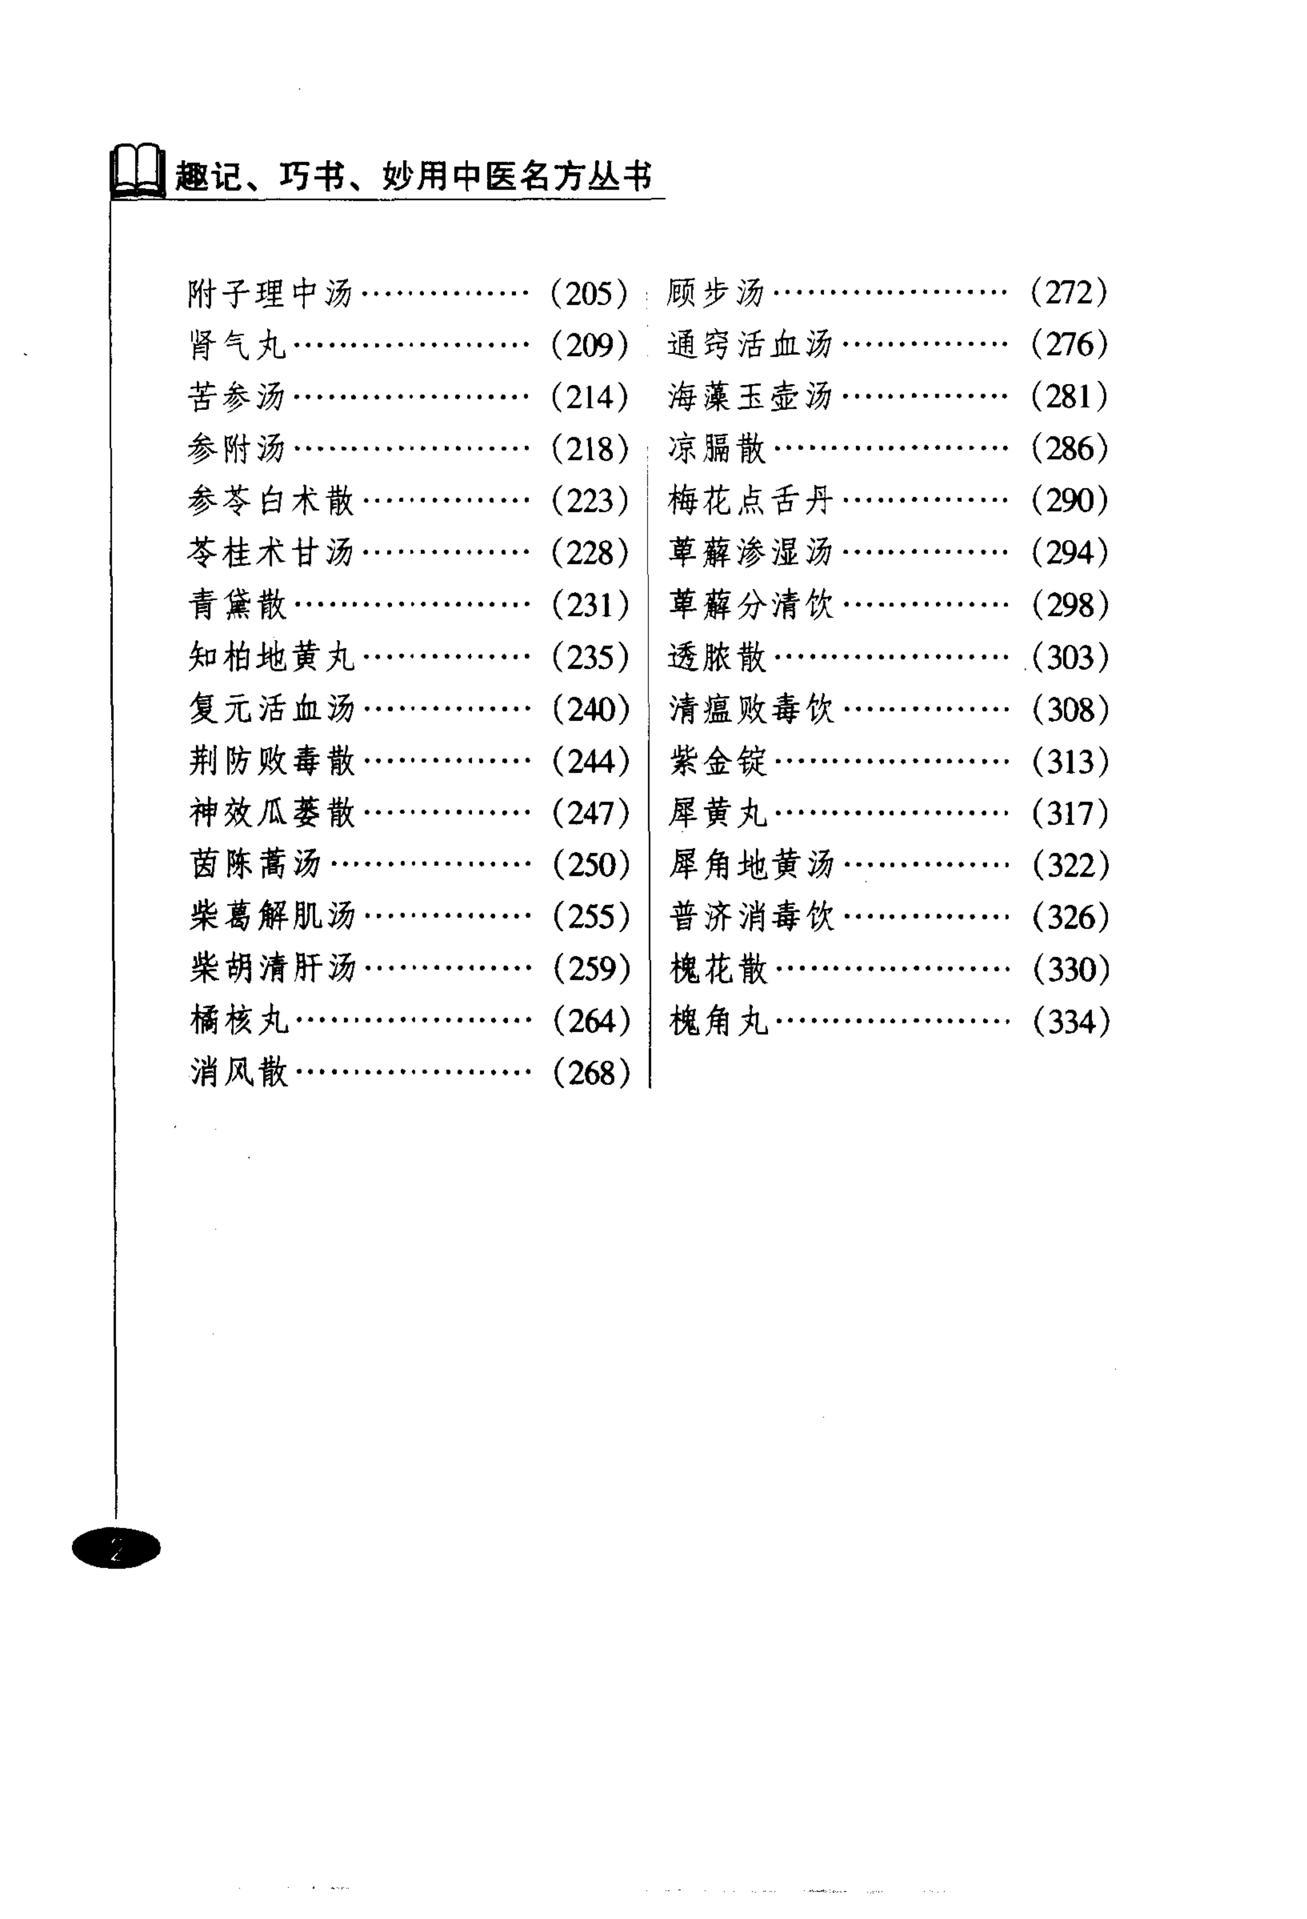 趣记、巧书、妙用中医名方丛书
附子理中汤……………(205)
肾气丸…………………(209)
苦参汤…………………(214)
参附汤…………………(218)
参苓白术散……………(223)
苓桂术甘汤……………(228)
青黛散…………………(231)
知柏地黄丸……………(235)
复元活血汤……………(240)
荆防败毒散……………(244)
神效瓜蒌散……………(247)
茵陈蒿汤………………(250)
柴葛解肌汤……………(255)
柴胡清肝汤……………(259)
橘核丸…………………(264)
消风散…………………(268)
顾步汤…………………(272)
通窍活血汤……………(276)
海藻玉壶汤……………(281)
凉膈散…………………(286)
梅花点舌丹……………(290)
萆薢渗湿汤……………(294)
萆薢分清饮……………(298)
透脓散…………………(303)
清瘟败毒饮……………(308)
紫金锭…………………(313)
犀黄丸…………………(317)
犀角地黄汤……………(322)
普济消毒饮……………(326)
槐花散…………………(330)
槐角丸…………………(334)
2